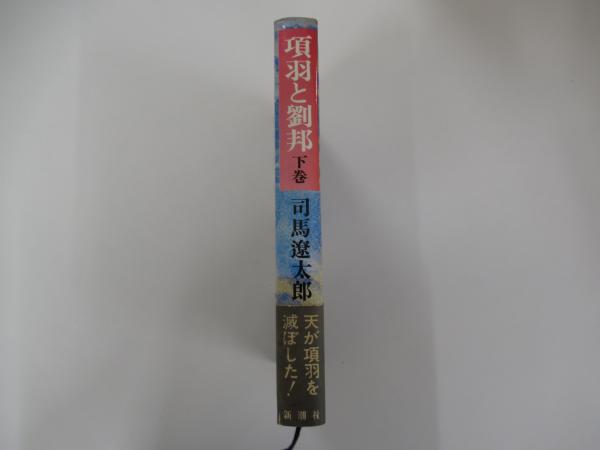 項羽と劉邦 下巻
司馬遼太郎
天が項羽を
滅ぼした!
新潮社